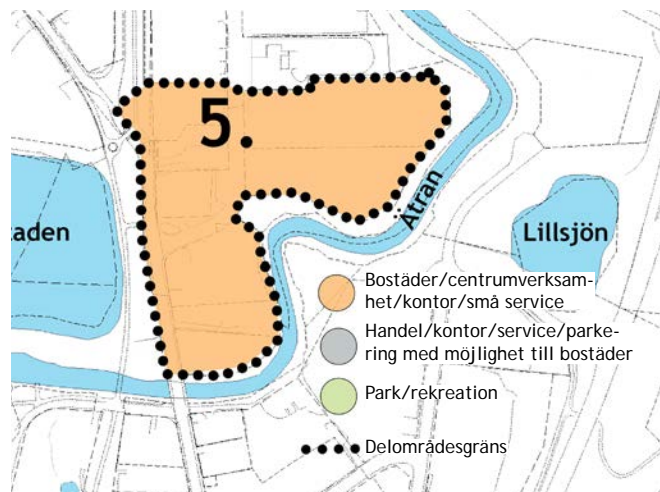 5.
Ätran
aden
Lillsjön
Bostäder/centrumverksam-
het/kontor/små service
Handel/kontor/service/parke-
ring med möjlighet till bostäder
Park/rekreation
Delområdesgräns